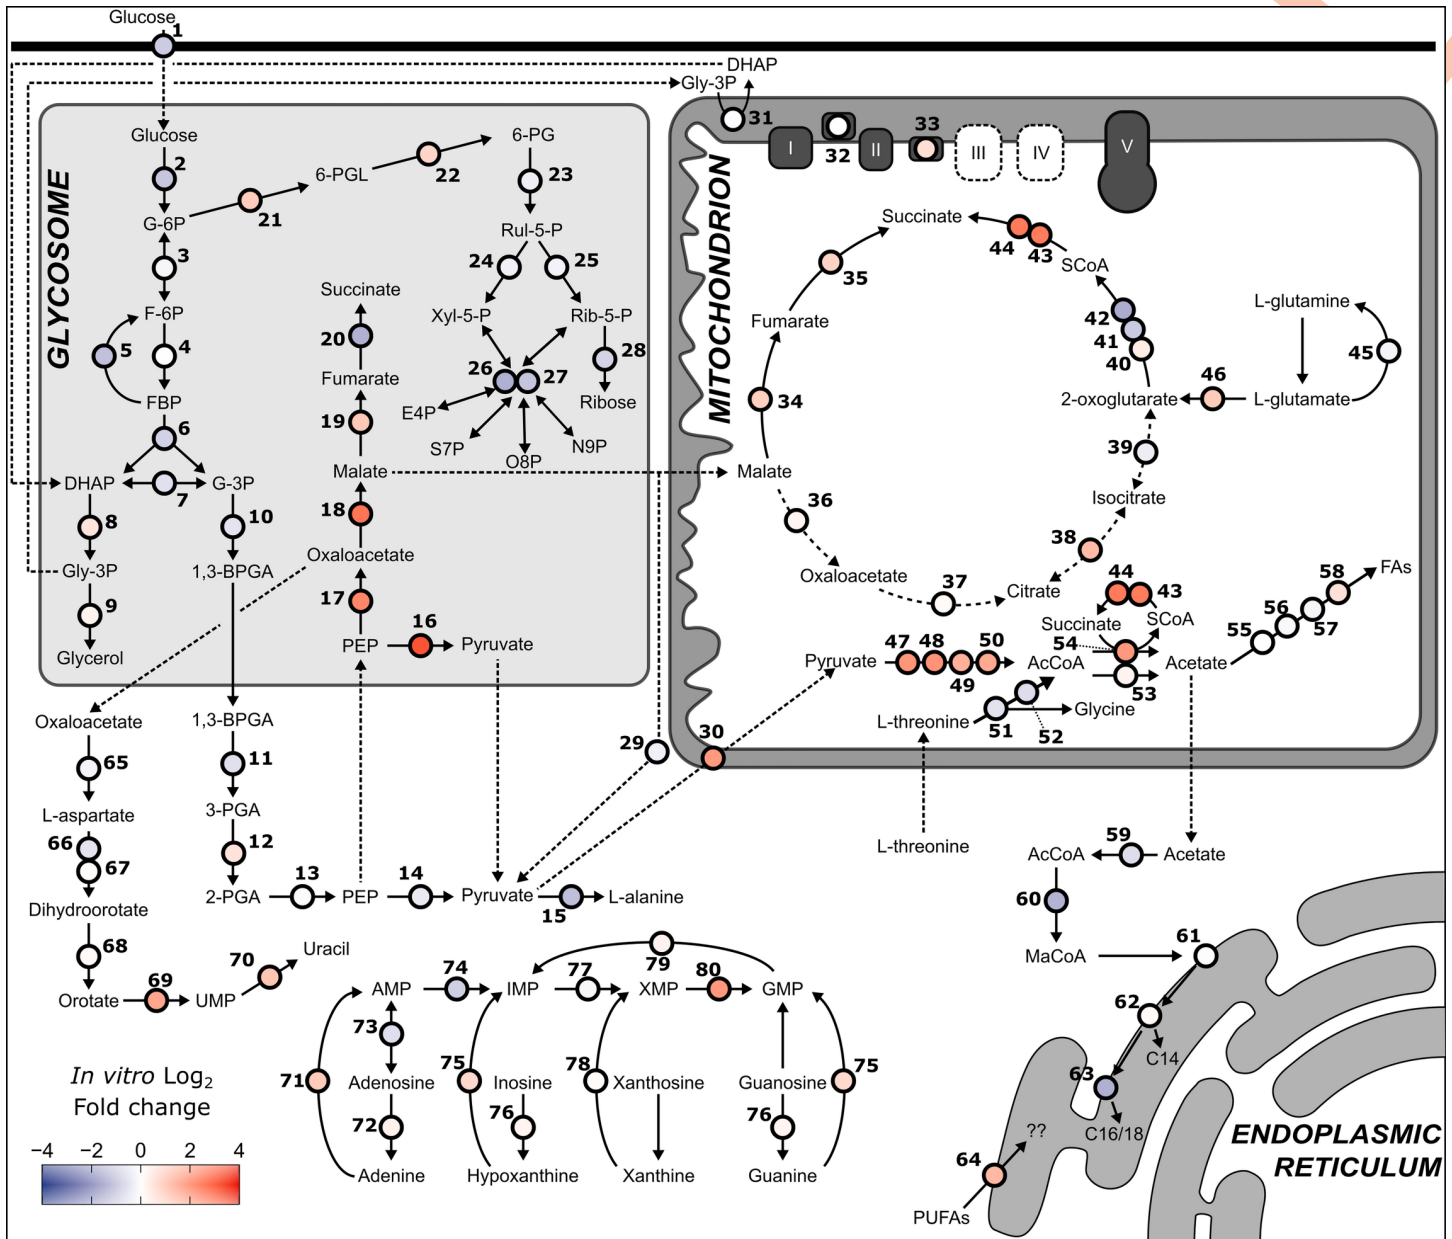 Glucose
1
DHAP
Gly-3P
31
GLYCOSOME
Glucose
2
G-6P
21
6-PGL
22
6-PG
23
3
Rul-5-P
24
25
F-6P
5
4
FBP
Succinate
20
Fumarate
19
Xyl-5-P
Rib-5-P
28
26
27
Ribose
E4P
S7P
O8P
N9P
6
DHAP
7
G-3P
Malate
8
10
18
Oxaloacetate
Gly-3P
1,3-BPGA
17
9
16
Glycerol
PEP
Pyruvate
MITOCHONDRION
I
32
II
33
III
IV
V
Succinate
44
43
SCoA
35
Fumarate
42
41
40
L-glutamine
45
34
2-oxoglutarate
46
L-glutamate
39
Malate
Isocitrate
36
38
Oxaloacetate
37
Citrate
44
43
58
FAs
Succinate
SCoA
57
56
55
54
Pyruvate
47
48
49
50
AcCoA
Acetate
53
L-threonine
51
Glycine
52
30
29
Oxaloacetate
1,3-BPGA
65
11
L-aspartate
3-PGA
66
12
67
L-threonine
AcCoA
59
Acetate
Dihydroorotate
2-PGA
13
PEP
14
Pyruvate
15
L-alanine
60
68
70
Uracil
61
MaCoA
Orotate
69
UMP
79
AMP
74
IMP
77
XMP
80
GMP
62
73
C14
71
Adenosine
75
Inosine
78
Xanthosine
Guanosine
75
63
72
76
76
C16/18
Adenine
Hypoxanthine
Xanthine
Guanine
??
64
PUFAs
ENDOPLASMIC
RETICULUM
In vitro Log2
Fold change
−4 −2 0 2 4